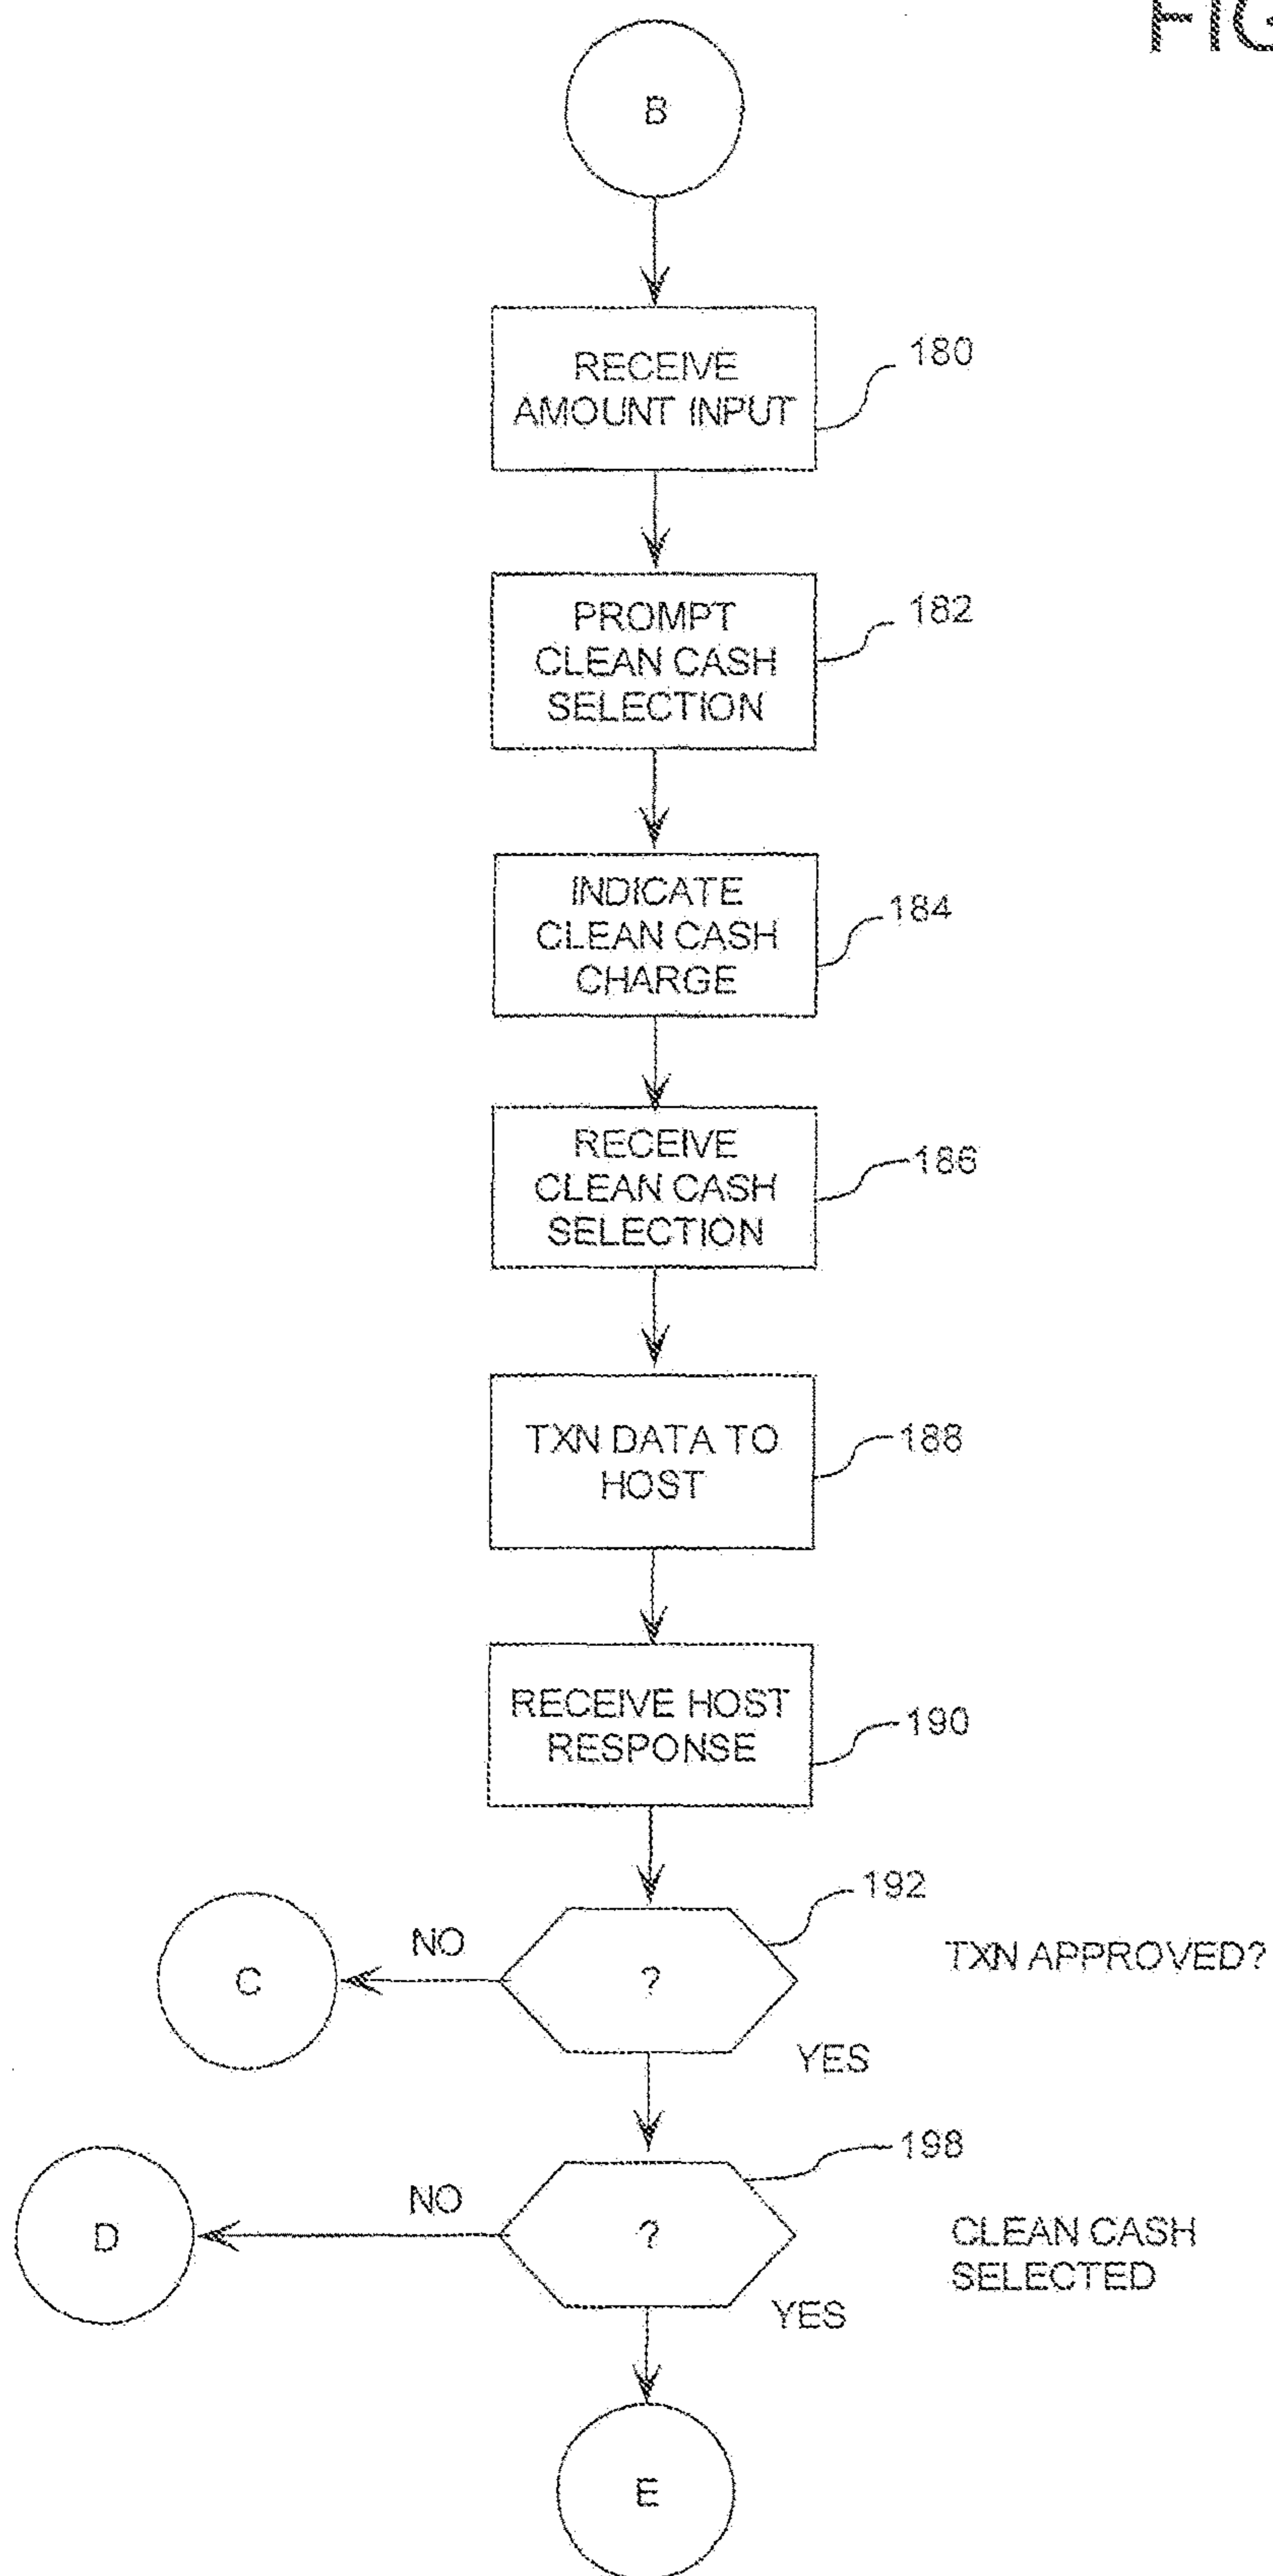 FIG
B
RECEIVE
AMOUNT INPUT
180
PROMPT
CLEAN CASH
SELECTION
182
INDICATE
CLEAN CASH
CHARGE
184
RECEIVE
CLEAN CASH
SELECTION
186
TXN DATA TO
HOST
188
RECEIVE HOST
RESPONSE
190
192
NO
C
?
TXN APPROVED?
YES
198
NO
D
?
CLEAN CASH
SELECTED
YES
E